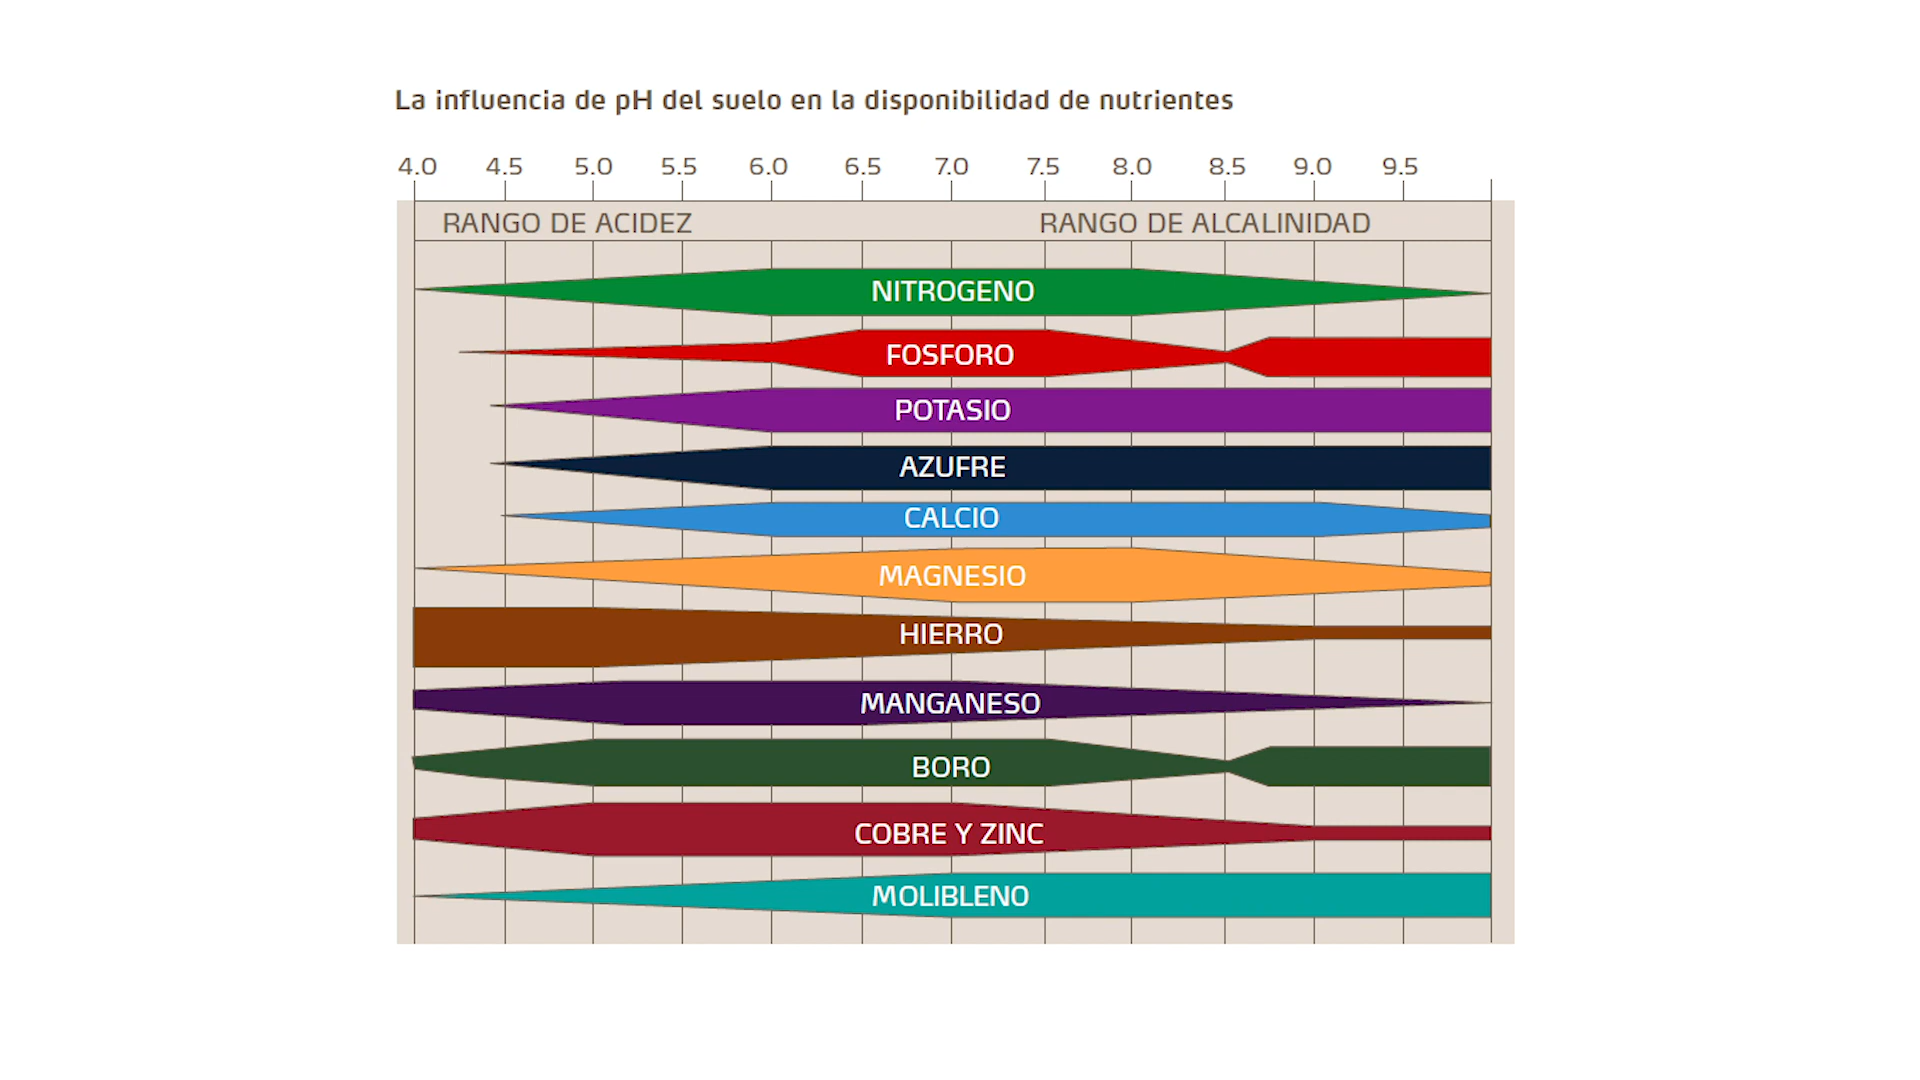 La influencia de pH del suelo en la disponibilidad de nutrientes
4.0 4.5 5.0 5.5 6.0 6.5 7.0 7.5 8.0 8.5 9.0 9.5
RANGO DE ACIDEZ RANGO DE ALCALINIDAD
NITROGENO
FOSFORO
POTASIO
AZUFRE
CALCIO
MAGNESIO
HIERRO
MANGANESO
BORO
COBRE Y ZINC
MOLIBLENO